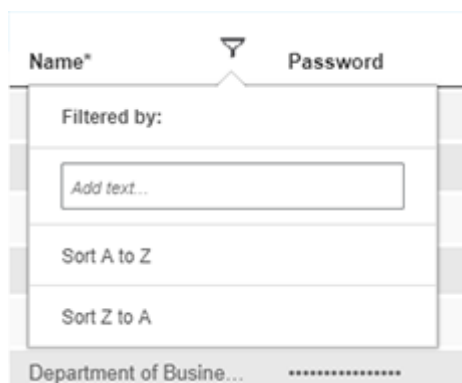 Name* Password
Filtered by:
Add text...
Sort A to Z
Sort Z to A
Department of Busine... ••••••••••••••••